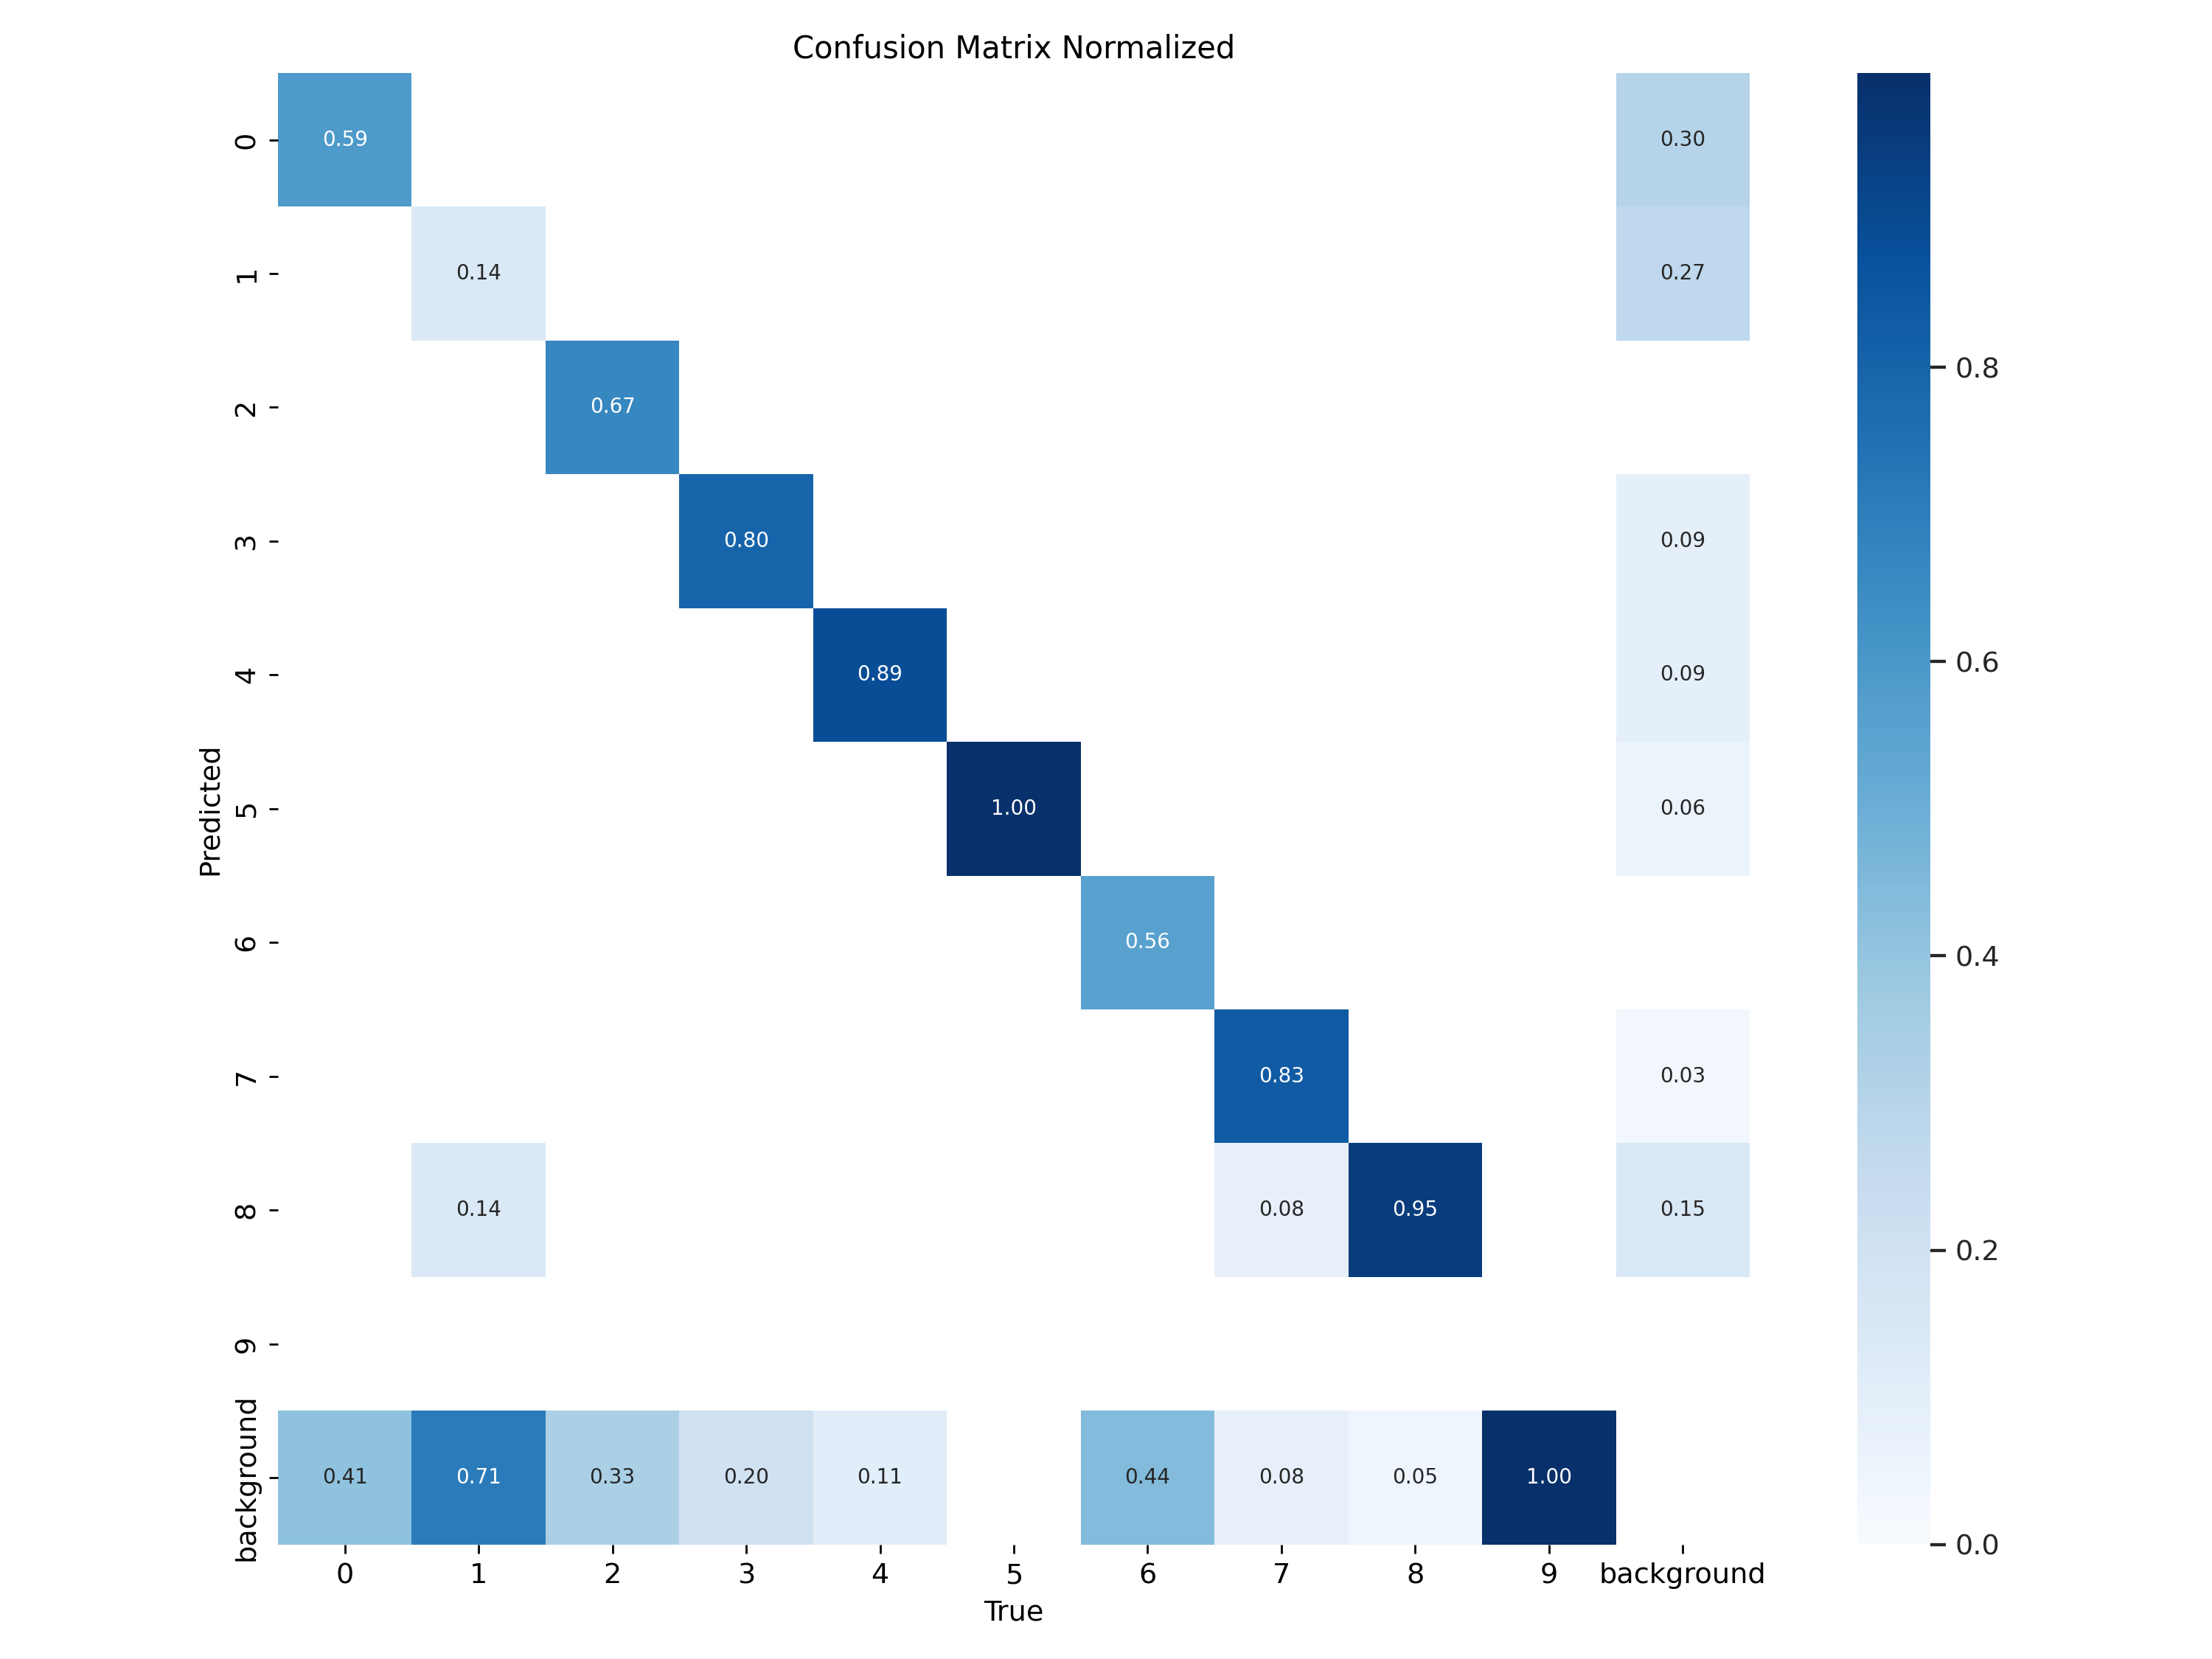 Confusion Matrix Normalized
0 0.59 0.30
1 0.14 0.27
2 0.67
3 0.80 0.09
4 0.89 0.09
5 1.00 0.06
6 0.56
7 0.83 0.03
8 0.14 0.08 0.95 0.15
9
background 0.41 0.71 0.33 0.20 0.11 0.44 0.08 0.05 1.00
0 1 2 3 4 5 6 7 8 9 background
True
Predicted
0.8
0.6
0.4
0.2
0.0